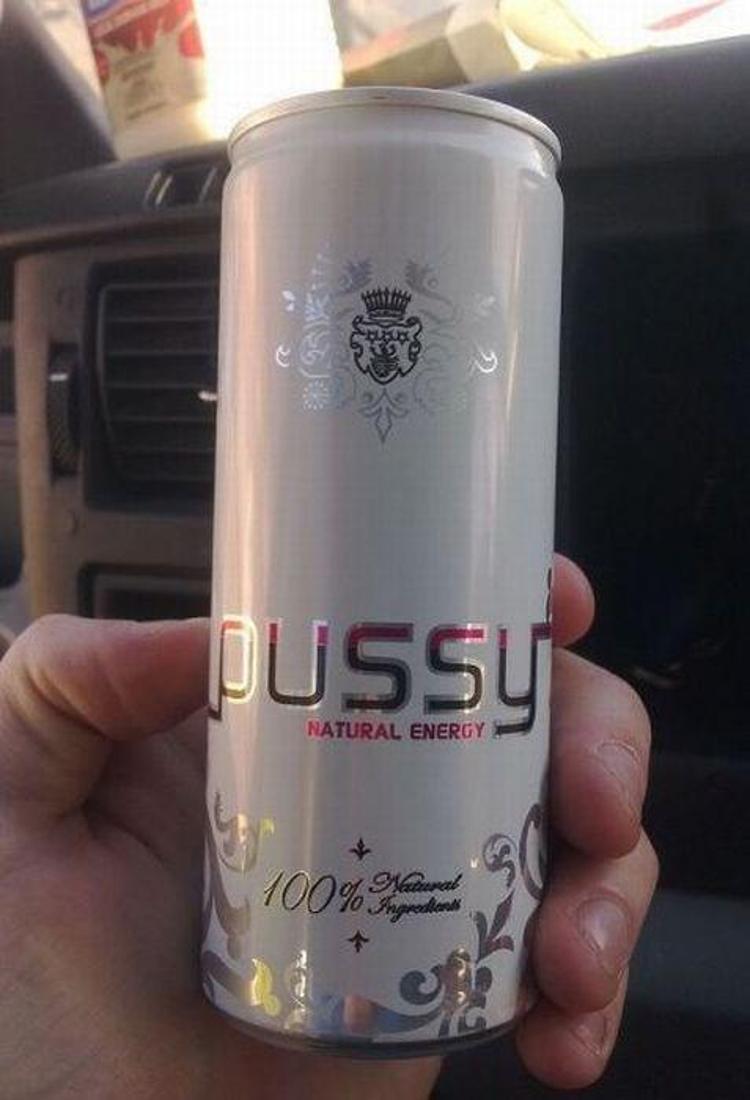 pussy
NATURAL ENERGY
100% Natural
Ingredients